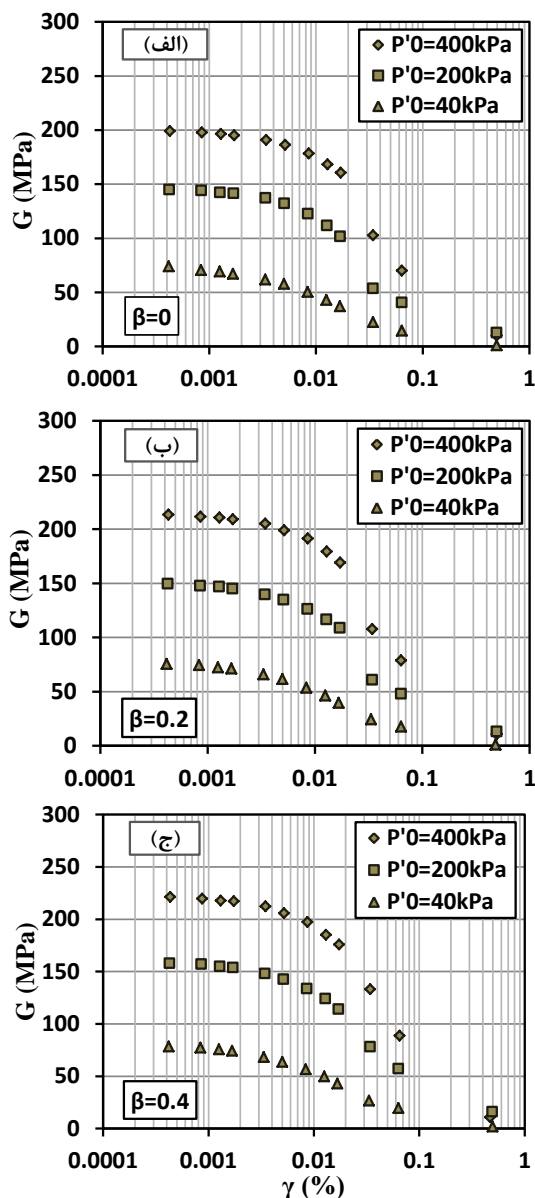 (الف)
P'0=400kPa
P'0=200kPa
P'0=40kPa
G (MPa)
300
250
200
150
100
50
0
β=0
0.0001 0.001 0.01 0.1 1
(ب)
P'0=400kPa
P'0=200kPa
P'0=40kPa
G (MPa)
300
250
200
150
100
50
0
β=0.2
0.0001 0.001 0.01 0.1 1
(ج)
P'0=400kPa
P'0=200kPa
P'0=40kPa
G (MPa)
300
250
200
150
100
50
0
β=0.4
0.0001 0.001 0.01 0.1 1
γ (%)